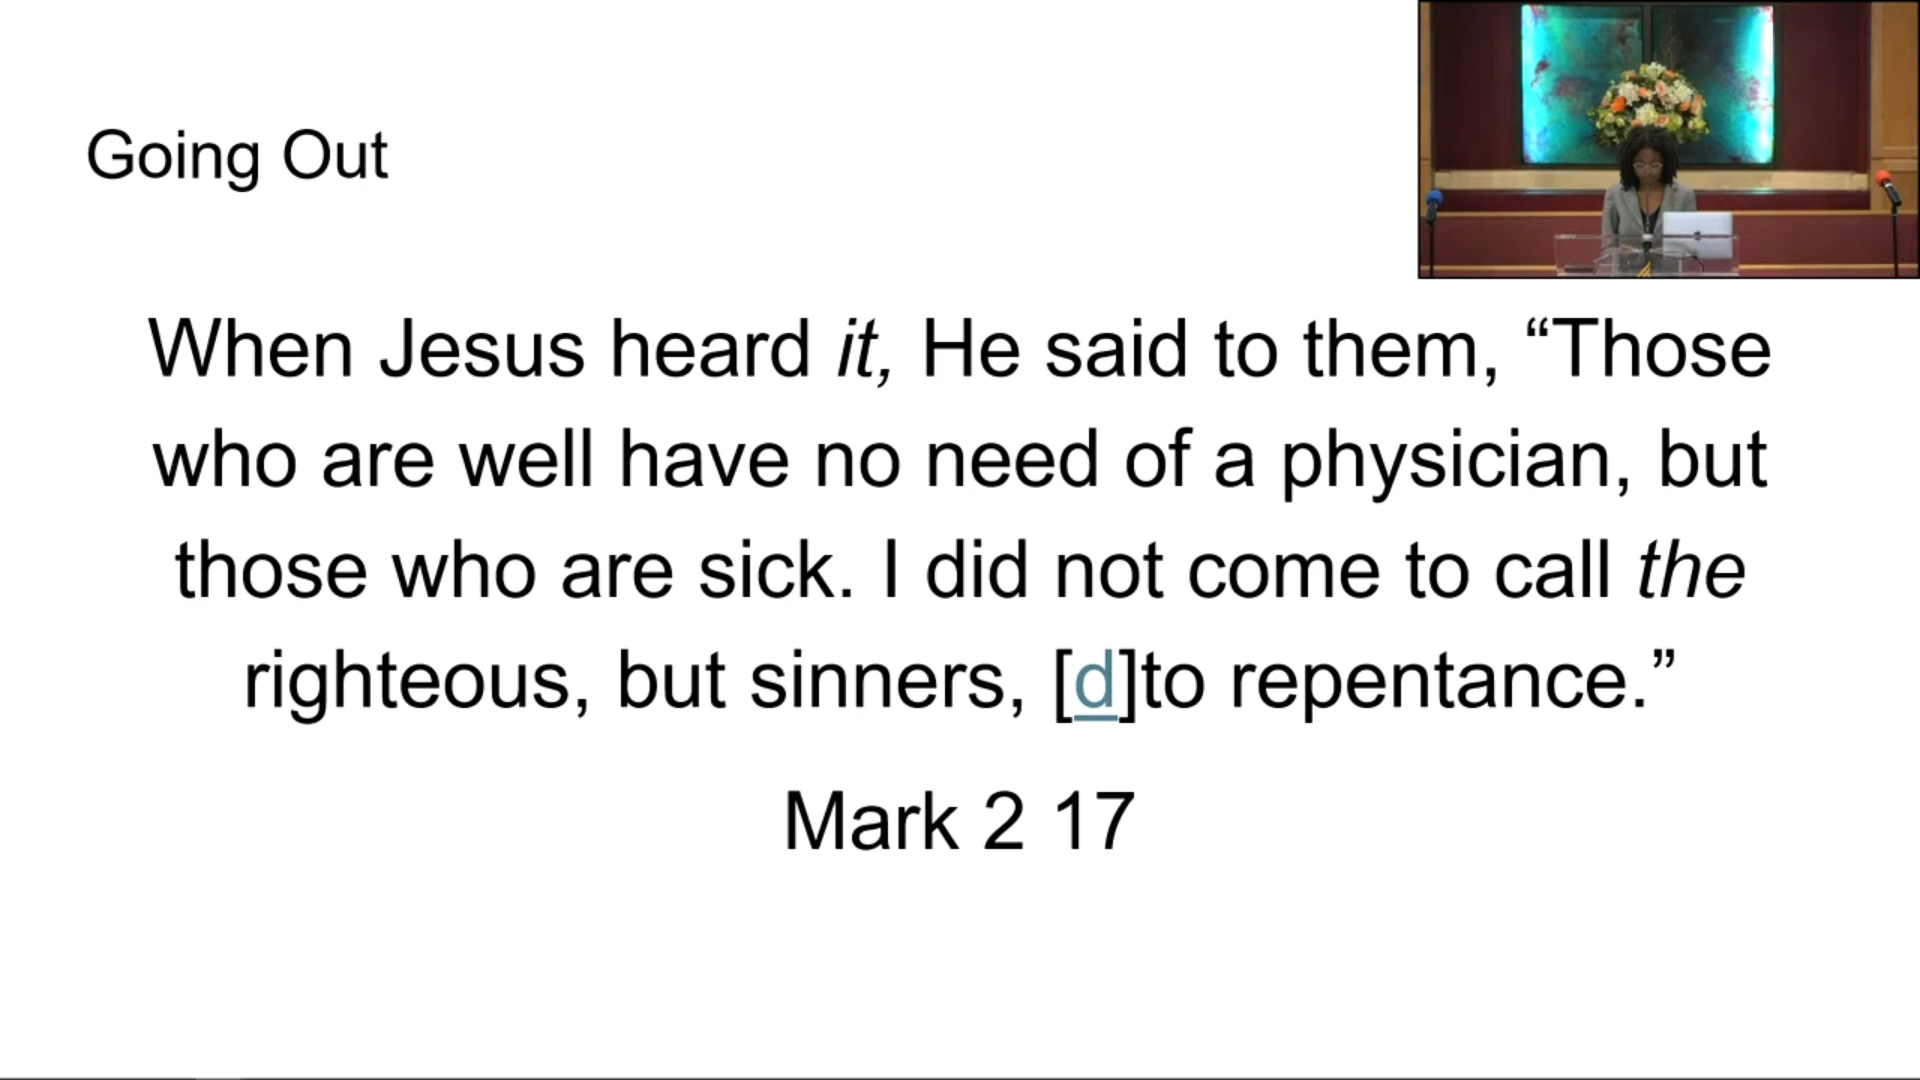 Going Out
When Jesus heard it, He said to them, “Those
who are well have no need of a physician, but
those who are sick. I did not come to call the
righteous, but sinners, [d]to repentance.”
Mark 2 17